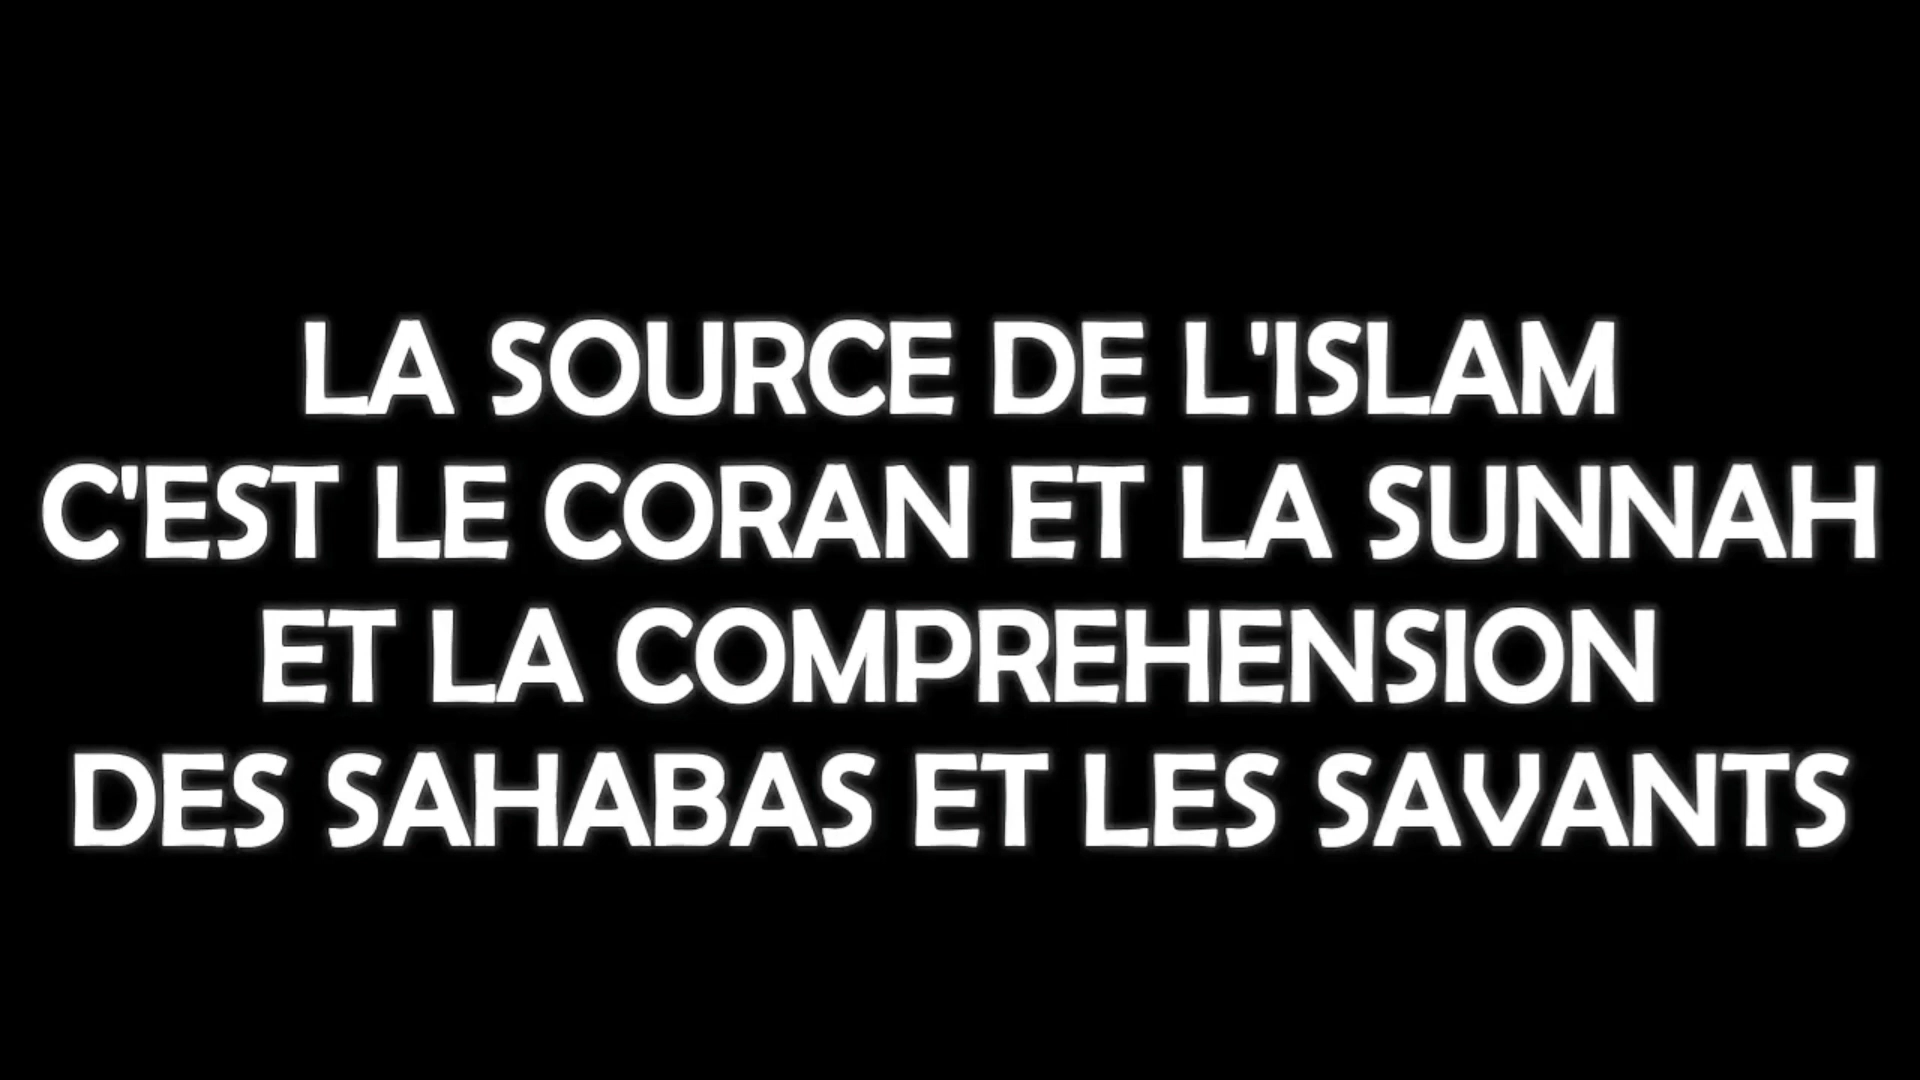 LA SOURCE DE L'ISLAM
C'EST LE CORAN ET LA SUNNAH
ET LA COMPREHENSION
DES SAHABAS ET LES SAVANTS